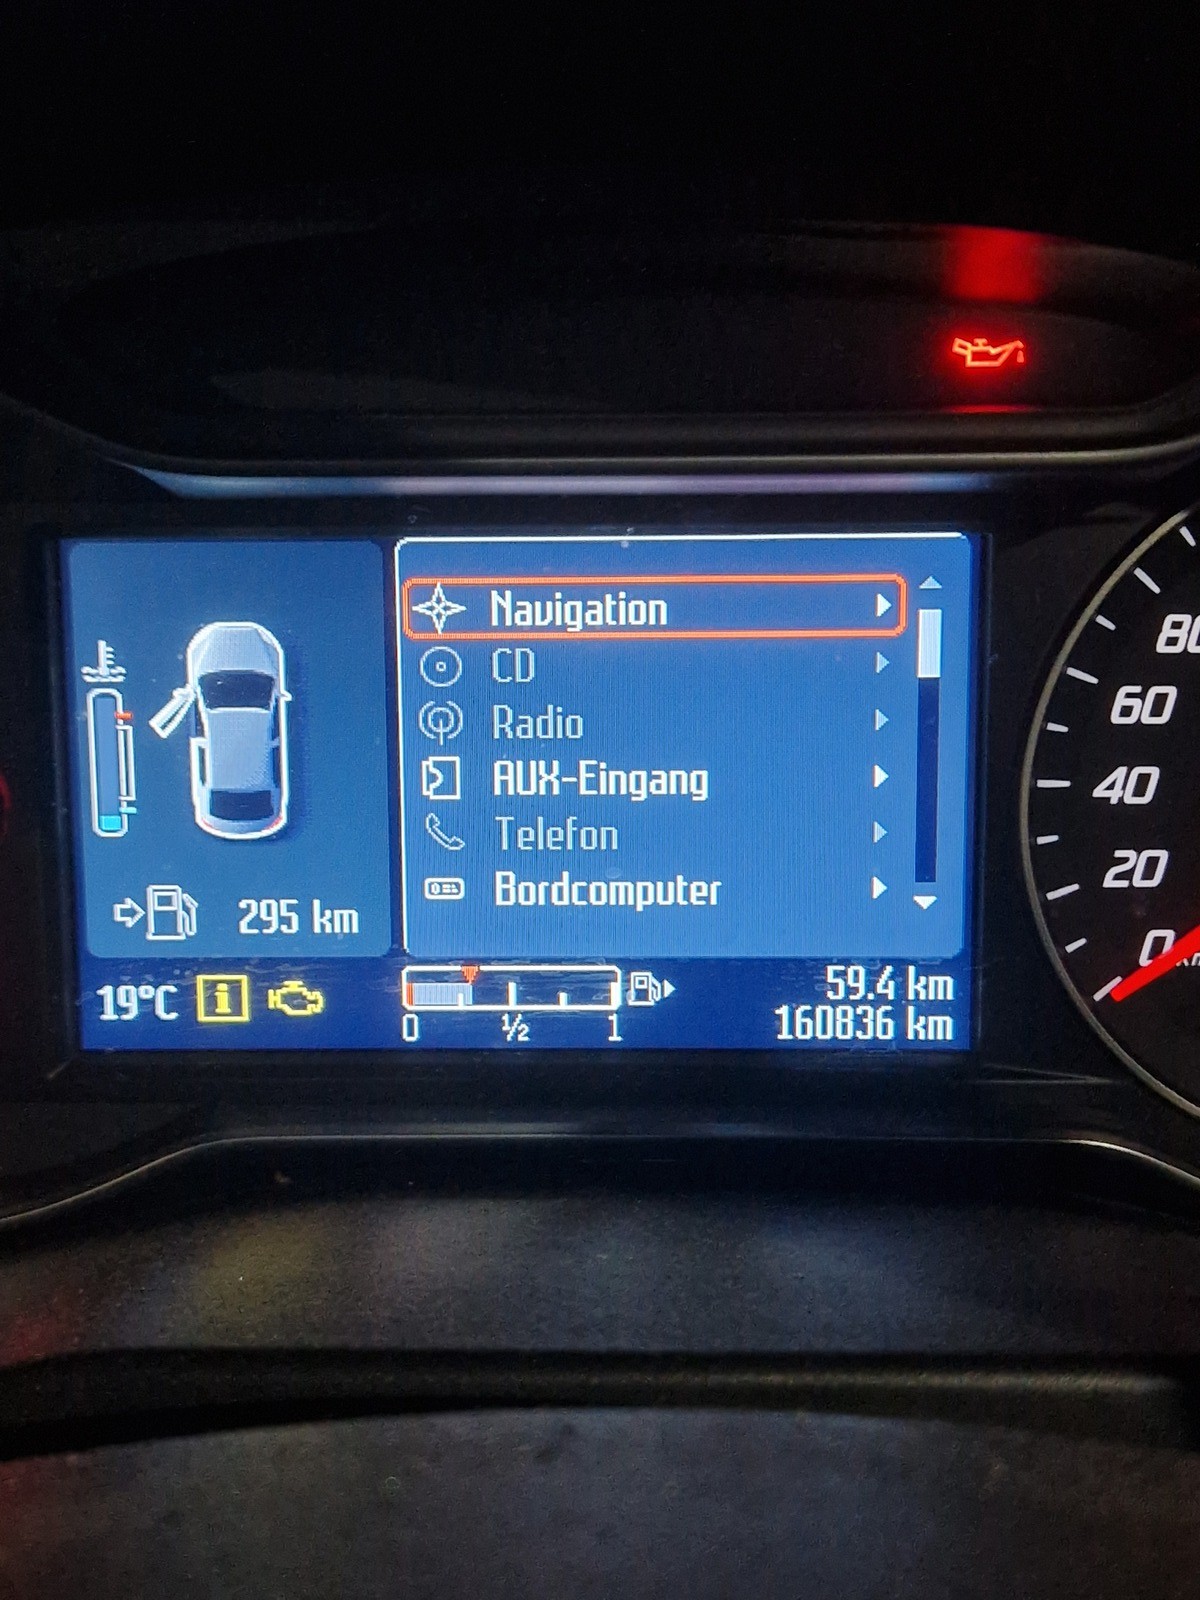 Navigation
CD
Radio
AUX-Eingang
Telefon
Bordcomputer
295 km
19°C
i
0
½
1
59.4 km
160836 km
80
60
40
20
0